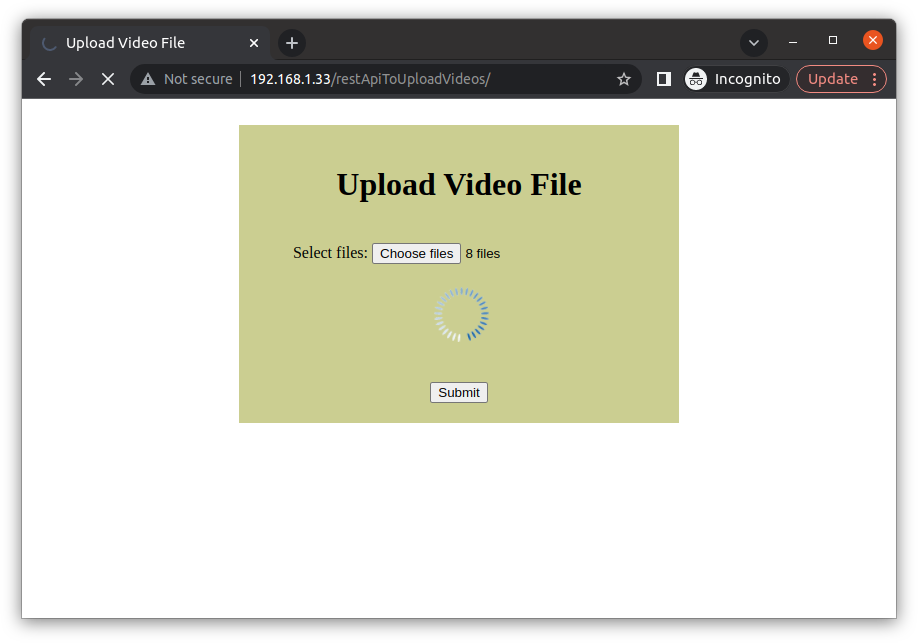 Upload Video File
Not secure 192.168.1.33/restApiToUploadVideos/ Incognito Update
Upload Video File
Select files: Choose files 8 files
Submit